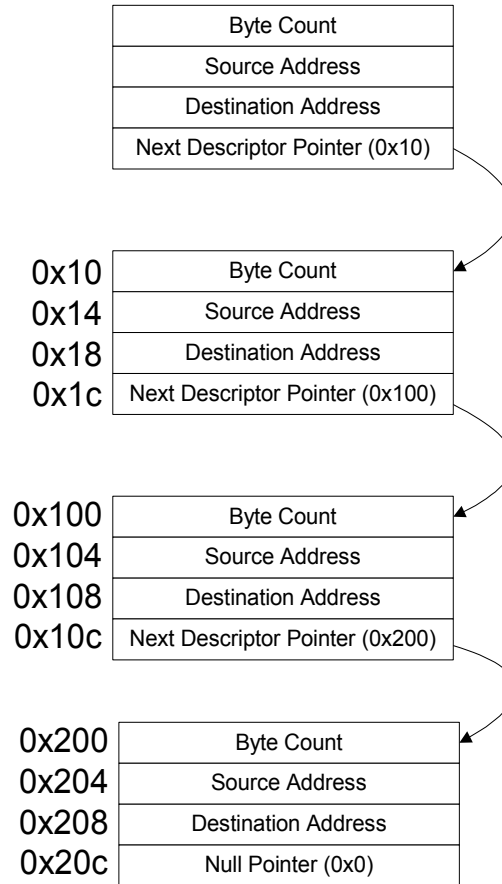 Byte Count
Source Address
Destination Address
Next Descriptor Pointer (0x10)
0x10 Byte Count
0x14 Source Address
0x18 Destination Address
0x1c Next Descriptor Pointer (0x100)
0x100 Byte Count
0x104 Source Address
0x108 Destination Address
0x10c Next Descriptor Pointer (0x200)
0x200 Byte Count
0x204 Source Address
0x208 Destination Address
0x20c Null Pointer (0x0)